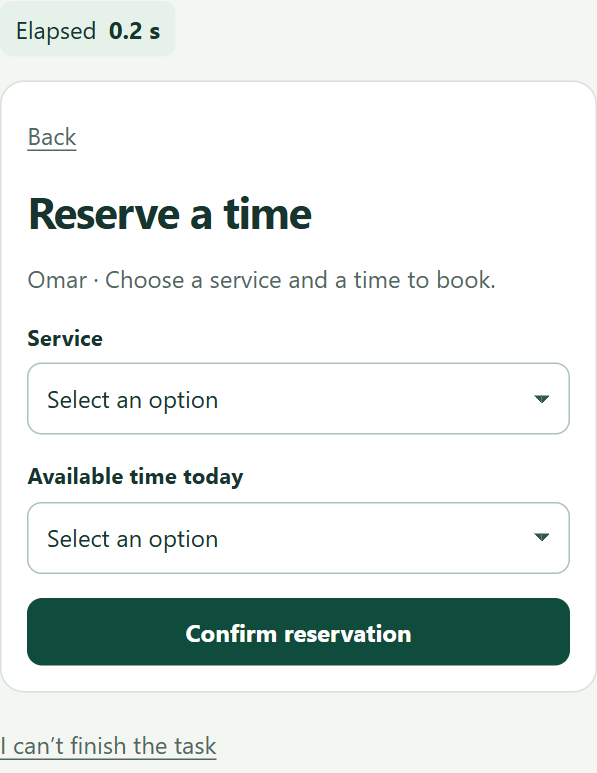 Elapsed 0.2 s
Back
Reserve a time
Omar · Choose a service and a time to book.
Service
Select an option
Available time today
Select an option
Confirm reservation
I can’t finish the task